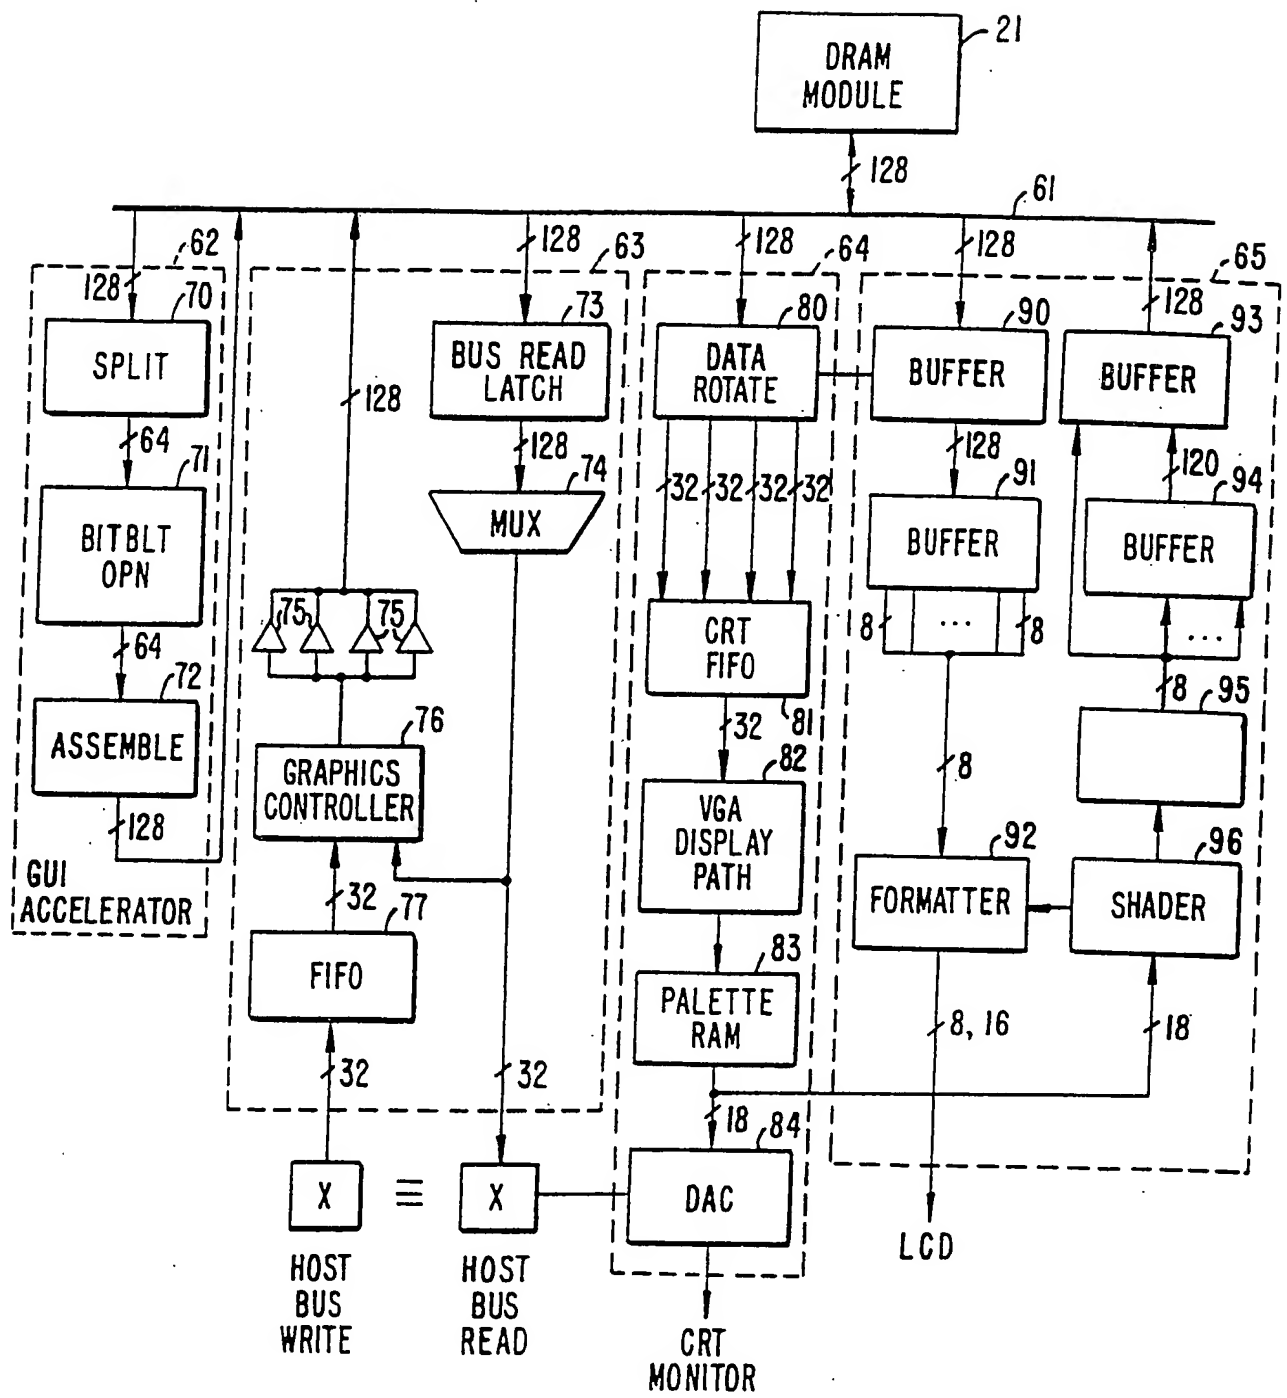 21
DRAM
MODULE
128
61
62
128
63
128
64
128
128
65
128
70
SPLIT
64
71
BITBLT
OPN
64
72
ASSEMBLE
128
GUI
ACCELERATOR
128
73
BUS READ
LATCH
128
74
MUX
75
75
76
GRAPHICS
CONTROLLER
32
77
FIFO
32
32
X
≡
X
HOST
BUS
WRITE
HOST
BUS
READ
80
DATA
ROTATE
32
32
32
32
CRT
FIFO
81
32
82
VGA
DISPLAY
PATH
83
PALETTE
RAM
18
84
DAC
CRT
MONITOR
90
BUFFER
128
91
BUFFER
8
...
8
8
92
FORMATTER
8, 16
LCD
93
BUFFER
120
94
BUFFER
...
8
95
96
SHADER
18